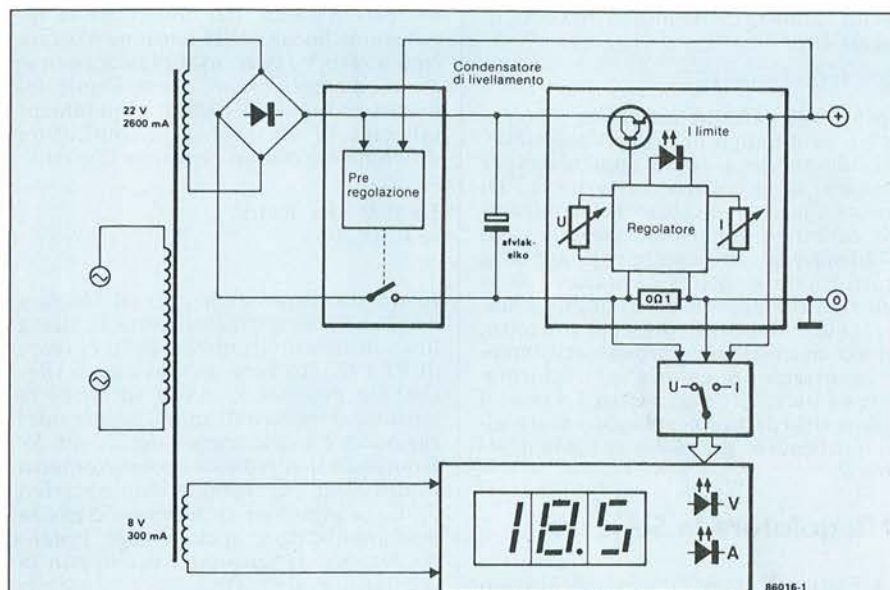 Condensatore
di livellamento
22 V
2600 mA
I limite
+
Pre
regolazione
U
Regolatore
I
afvlak-
elko
0Ω1
0
U
I
8 V
300 mA
18.5
V
A
86016-1